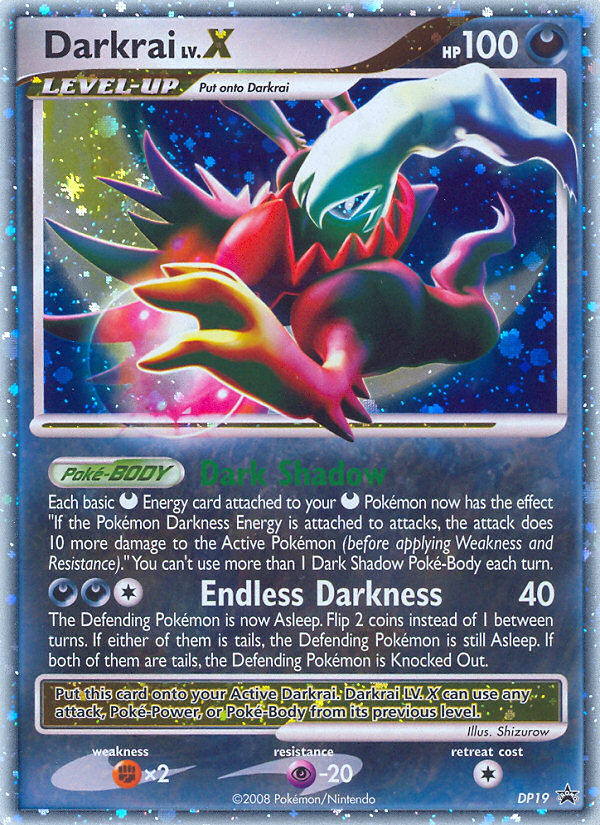 Darkrai LV. X HP 100
LEVEL-UP Put onto Darkrai
Poké-BODY Dark Shadow
Each basic Energy card attached to your Pokémon now has the effect
"If the Pokémon Darkness Energy is attached to attacks, the attack does
10 more damage to the Active Pokémon (before applying Weakness and
Resistance)." You can't use more than 1 Dark Shadow Poké-Body each turn.
Endless Darkness 40
The Defending Pokémon is now Asleep. Flip 2 coins instead of 1 between
turns. If either of them is tails, the Defending Pokémon is still Asleep. If
both of them are tails, the Defending Pokémon is Knocked Out.
Put this card onto your Active Darkrai. Darkrai LV. X can use any
attack, Poké-Power, or Poké-Body from its previous level.
Illus. Shizurow
weakness resistance retreat cost
×2 -20
©2008 Pokémon/Nintendo DP19